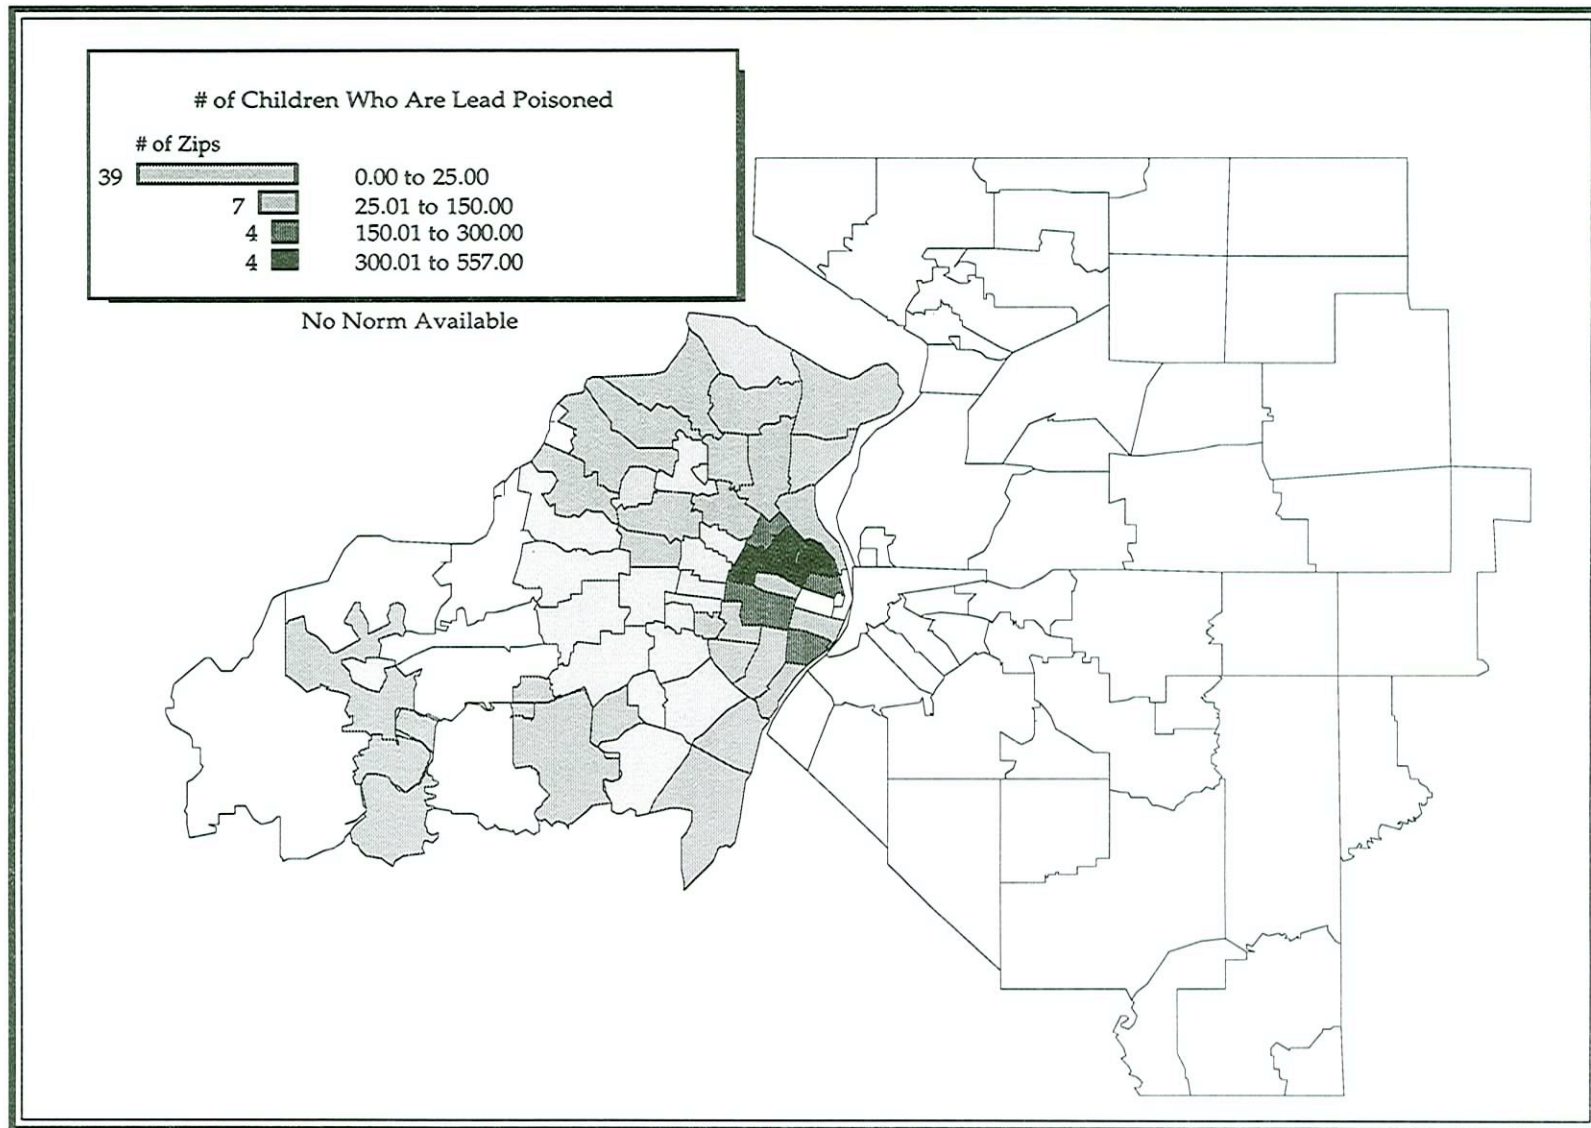 # of Children Who Are Lead Poisoned
# of Zips
39 0.00 to 25.00
7 25.01 to 150.00
4 150.01 to 300.00
4 300.01 to 557.00
No Norm Available